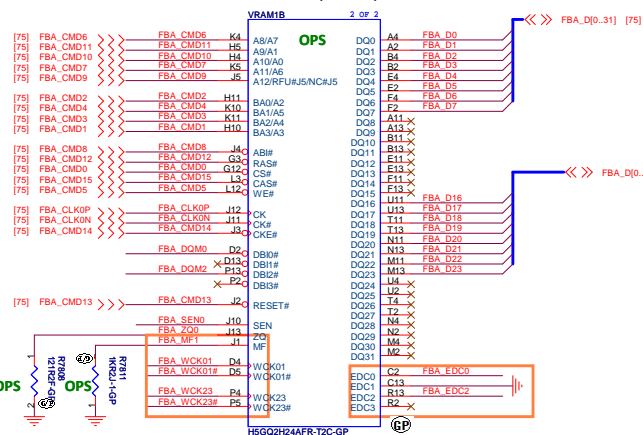 VRAM1B
2 OF 2
OPS
[75] FBA_CMD6 FBA_CMD6 K4 A8/A7 DQ0 A4 FBA_D0
[75] FBA_CMD11 FBA_CMD11 H5 A9/A1 DQ1 A2 FBA_D1
[75] FBA_CMD10 FBA_CMD10 H4 A10/A0 DQ2 B4 FBA_D2
[75] FBA_CMD7 FBA_CMD7 K5 A11/A6 DQ3 B2 FBA_D3
[75] FBA_CMD9 FBA_CMD9 J5 A12/RFU#J5/NC#J5 DQ4 E4 FBA_D4
DQ5 E2 FBA_D5
[75] FBA_CMD2 FBA_CMD2 H11 BA0/A2 DQ6 F4 FBA_D6
[75] FBA_CMD4 FBA_CMD4 K10 BA1/A5 DQ7 F2 FBA_D7
[75] FBA_CMD3 FBA_CMD3 K11 BA2/A4 DQ8 A11
[75] FBA_CMD1 FBA_CMD1 H10 BA3/A3 DQ9 A13
DQ10 B11
[75] FBA_CMD8 FBA_CMD8 J4 ABI# DQ11 B13
[75] FBA_CMD12 FBA_CMD12 G3 RAS# DQ12 E11
[75] FBA_CMD0 FBA_CMD0 G12 CS# DQ13 E13
[75] FBA_CMD15 FBA_CMD15 L3 CAS# DQ14 F11
[75] FBA_CMD5 FBA_CMD5 L12 WE# DQ15 F13
DQ16 U11 FBA_D16
[75] FBA_CLK0P FBA_CLK0P J12 CK DQ17 U13 FBA_D17
[75] FBA_CLK0N FBA_CLK0N J11 CK# DQ18 T11 FBA_D18
[75] FBA_CMD14 FBA_CMD14 J3 CKE# DQ19 T13 FBA_D19
DQ20 N11 FBA_D20
FBA_DQM0 D2 DBI0# DQ21 N13 FBA_D21
D13 DBI1# DQ22 M11 FBA_D22
FBA_DQM2 P13 DBI2# DQ23 M13 FBA_D23
P2 DBI3# DQ24 U4
DQ25 U2
[75] FBA_CMD13 FBA_CMD13 J2 RESET# DQ26 T4
DQ27 T2
FBA_SEN0 J10 SEN DQ28 N4
FBA_ZQ0 J13 ZQ DQ29 N2
FBA_MF1 J1 MF DQ30 M4
DQ31 M2
FBA_WCK01 D4 WCK01
FBA_WCK01# D5 WCK01# EDC0 C2 FBA_EDC0
EDC1 C13
FBA_WCK23 P4 WCK23 EDC2 R13 FBA_EDC2
FBA_WCK23# P5 WCK23# EDC3 R2
FBA_D[0..31] [75]
FBA_D[0..
OPS
1
2
R7806
121R2F-GP
OPS
R7811
1KR2J-1-GP
H5GQ2H24AFR-T2C-GP
GP